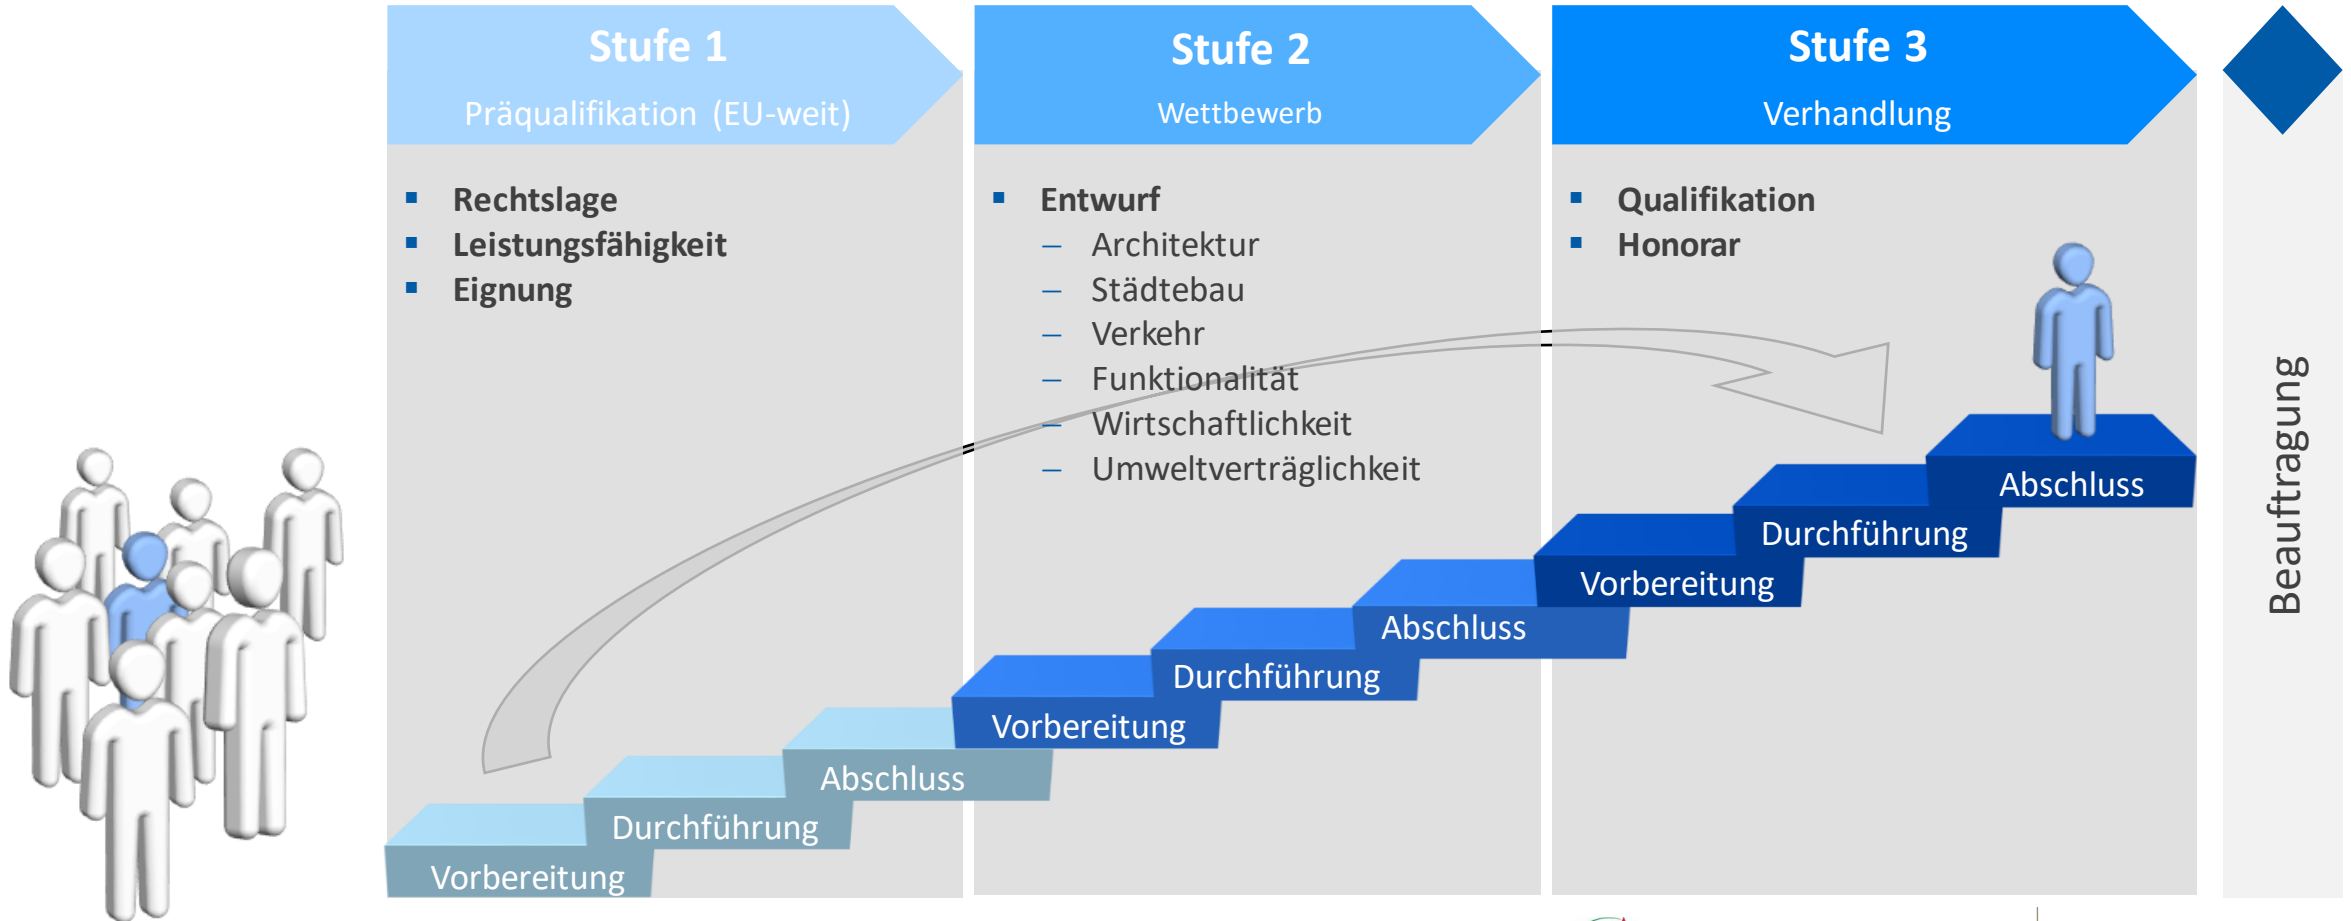 Stufe 1
Präqualifikation (EU-weit)
Rechtslage
Leistungsfähigkeit
Eignung
Stufe 2
Wettbewerb
Entwurf
– Architektur
– Städtebau
– Verkehr
– Funktionalität
– Wirtschaftlichkeit
– Umweltverträglichkeit
Stufe 3
Verhandlung
Qualifikation
Honorar
Vorbereitung
Durchführung
Abschluss
Vorbereitung
Durchführung
Abschluss
Vorbereitung
Durchführung
Abschluss
Beauftragung